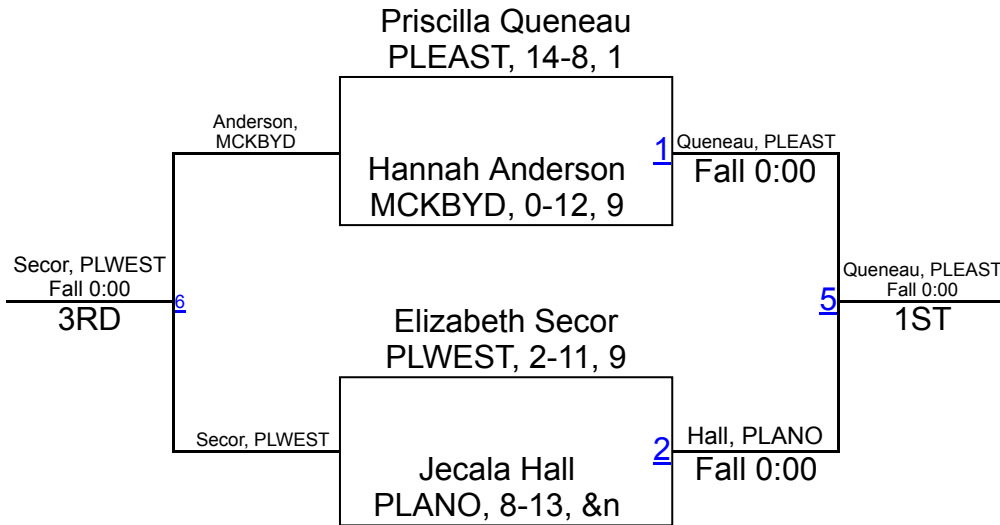 Priscilla Queneau
PLEAST, 14-8, 1
Anderson,
MCKBYD
Hannah Anderson
MCKBYD, 0-12, 9
1
Queneau, PLEAST
Fall 0:00
Secor, PLWEST
Fall 0:00
3RD
6
Queneau, PLEAST
Fall 0:00
1ST
5
Elizabeth Secor
PLWEST, 2-11, 9
Secor, PLWEST
Jecala Hall
PLANO, 8-13, &n
2
Hall, PLANO
Fall 0:00